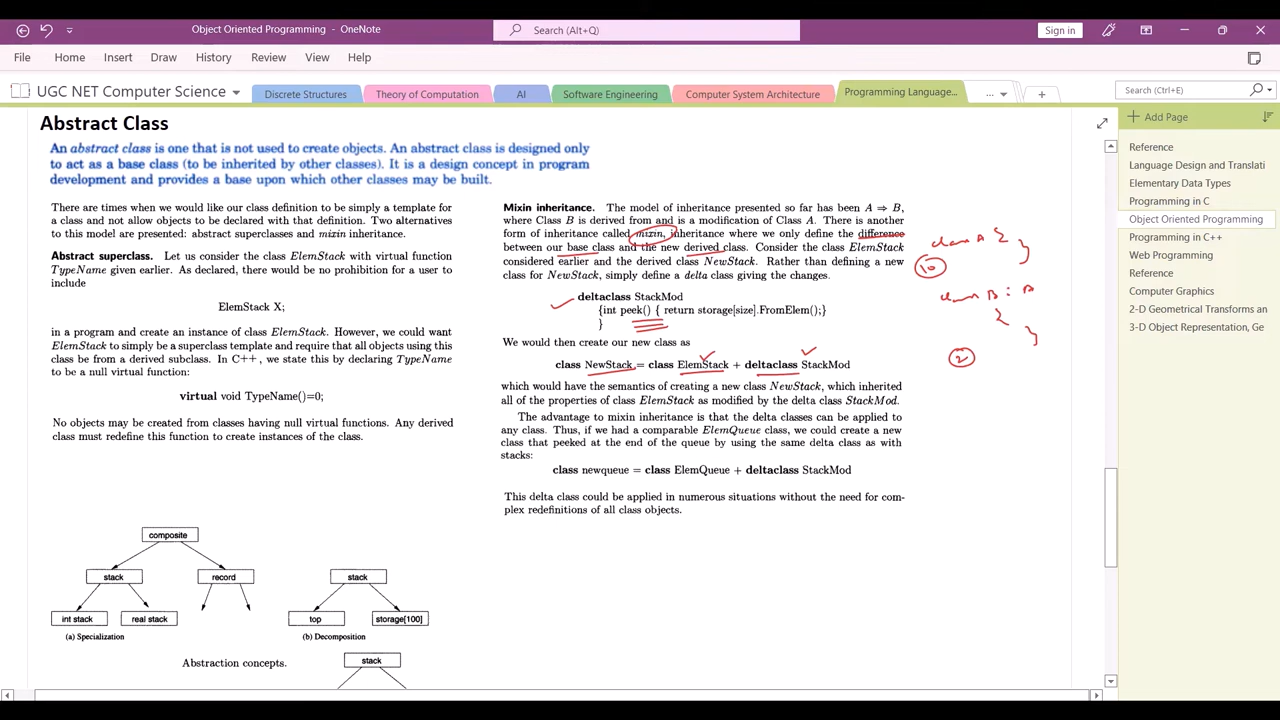 Object Oriented Programming - OneNote
Search (Alt+Q)
Sign in
File Home Insert Draw History Review View Help
UGC NET Computer Science
Discrete Structures
Theory of Computation
AI
Software Engineering
Computer System Architecture
Programming Language...
...
Search (Ctrl+E)
Add Page
Reference
Language Design and Translati
Elementary Data Types
Programming in C
Object Oriented Programming
Programming in C++
Web Programming
Reference
Computer Graphics
2-D Geometrical Transforms an
3-D Object Representation, Ge
Abstract Class
An abstract class is one that is not used to create objects. An abstract class is designed only
to act as a base class (to be inherited by other classes). It is a design concept in program
development and provides a base upon which other classes may be built.
There are times when we would like our class definition to be simply a template for
a class and not allow objects to be declared with that definition. Two alternatives
to this model are presented: abstract superclasses and mixin inheritance.
Abstract superclass. Let us consider the class ElemStack with virtual function
TypeName given earlier. As declared, there would be no prohibition for a user to
include
ElemStack X;
in a program and create an instance of class ElemStack. However, we could want
ElemStack to simply be a superclass template and require that all objects using this
class be from a derived subclass. In C++, we state this by declaring TypeName
to be a null virtual function:
virtual void TypeName()=0;
No objects may be created from classes having null virtual functions. Any derived
class must redefine this function to create instances of the class.
composite
stack record
int stack real stack
(a) Specialization
stack
top storage[100]
(b) Decomposition
Abstraction concepts.
stack
Mixin inheritance. The model of inheritance presented so far has been A ⇒ B,
where Class B is derived from and is a modification of Class A. There is another
form of inheritance called mixin, inheritance where we only define the difference
between our base class and the new derived class. Consider the class ElemStack
considered earlier and the derived class NewStack. Rather than defining a new
class for NewStack, simply define a delta class giving the changes.
deltaclass StackMod
{int peek() { return storage[size].FromElem();}
}
We would then create our new class as
class NewStack = class ElemStack + deltaclass StackMod
which would have the semantics of creating a new class NewStack, which inherited
all of the properties of class ElemStack as modified by the delta class StackMod.
The advantage to mixin inheritance is that the delta classes can be applied to
any class. Thus, if we had a comparable ElemQueue class, we could create a new
class that peeked at the end of the queue by using the same delta class as with
stacks:
class newqueue = class ElemQueue + deltaclass StackMod
This delta class could be applied in numerous situations without the need for com-
plex redefinitions of all class objects.
class A {
}
10
class B : A
{
}
2